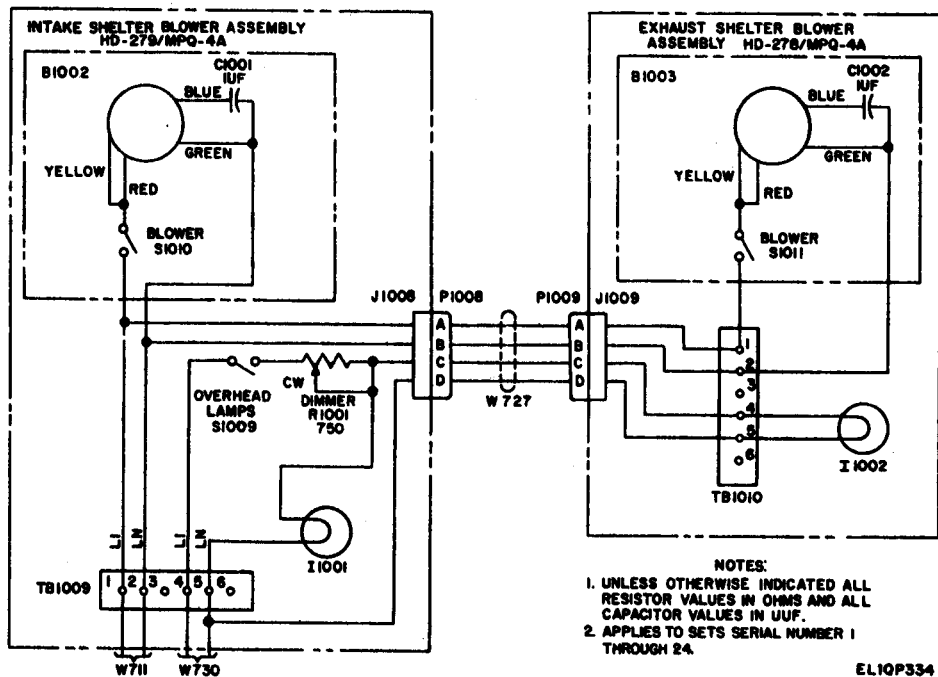 INTAKE SHELTER BLOWER ASSEMBLY
HD-279/MPQ-4A
B1002
C1001
1UF
BLUE
GREEN
YELLOW
RED
BLOWER
S1010
J1008 P1008
A
B
C
D
OVERHEAD
LAMPS
S1009
CW
DIMMER
R1001
750
I1001
L1
LN
L1
LN
TB1009
1 2 3 4 5 6
W711 W730
W727
EXHAUST SHELTER BLOWER
ASSEMBLY HD-278/MPQ-4A
B1003
C1002
1UF
BLUE
GREEN
YELLOW
RED
BLOWER
S1011
P1009 J1009
A
B
C
D
1
2
3
4
5
6
TB1010
I1002
NOTES:
1. UNLESS OTHERWISE INDICATED ALL
RESISTOR VALUES IN OHMS AND ALL
CAPACITOR VALUES IN UUF.
2. APPLIES TO SETS SERIAL NUMBER 1
THROUGH 24.
EL1QP334